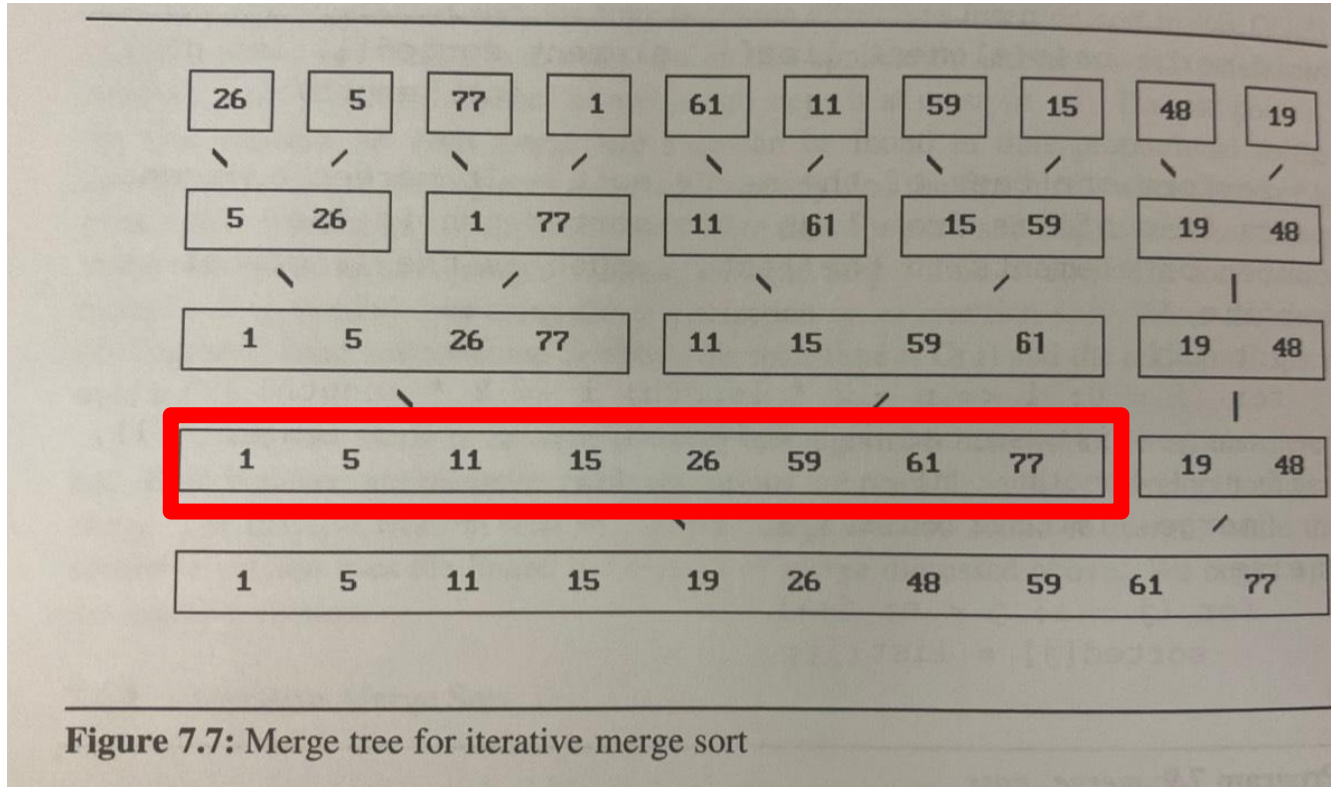 26 5 77 1 61 11 59 15 48 19
5 26 1 77 11 61 15 59 19 48
1 5 26 77 11 15 59 61 19 48
1 5 11 15 26 59 61 77 19 48
1 5 11 15 19 26 48 59 61 77
Figure 7.7: Merge tree for iterative merge sort